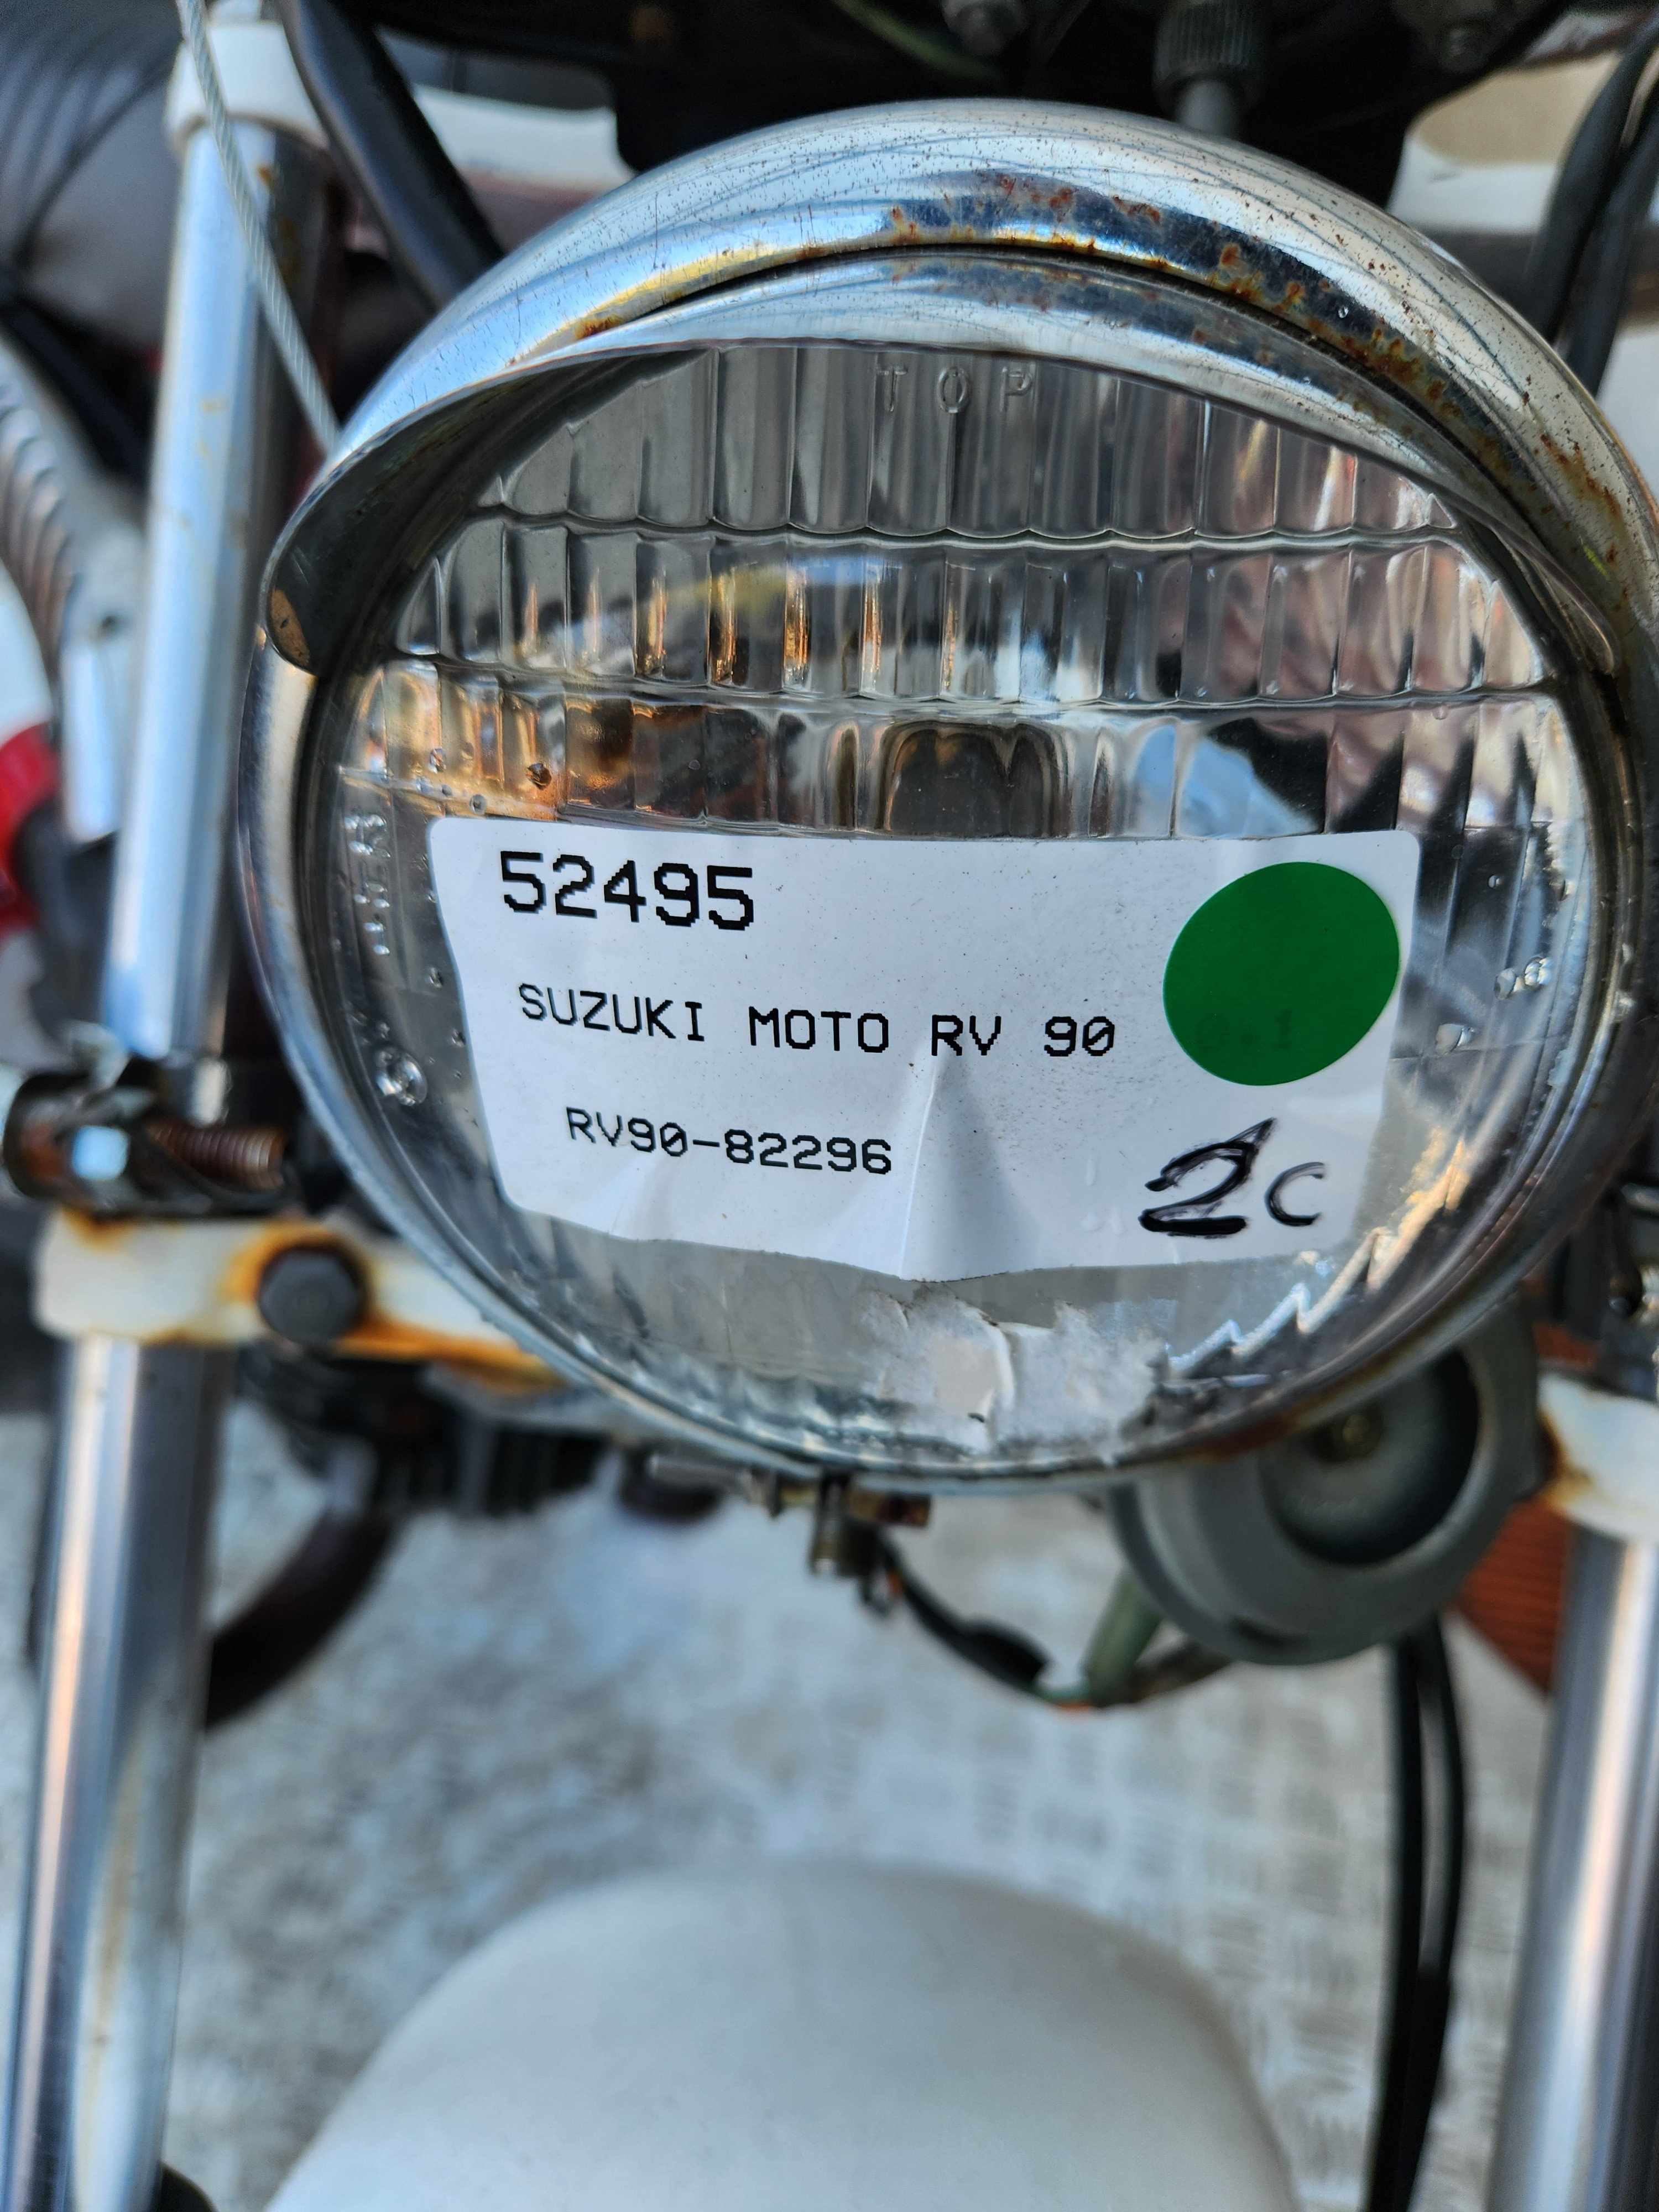 TOP
52495
SUZUKI MOTO RV 90
RV90-82296
2C